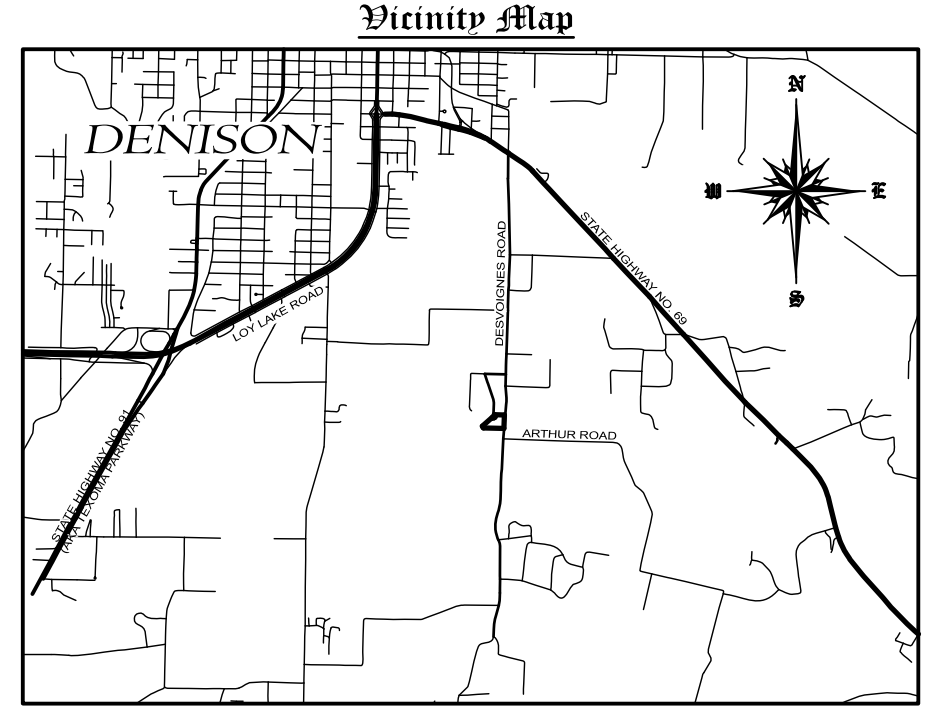 Vicinity Map
N
DENISON
W
E
S
DESVOIGNES ROAD
STATE HIGHWAY NO. 69
LOY LAKE ROAD
ARTHUR ROAD
STATE HIGHWAY NO. 91
(AKA TEXOMA PARKWAY)